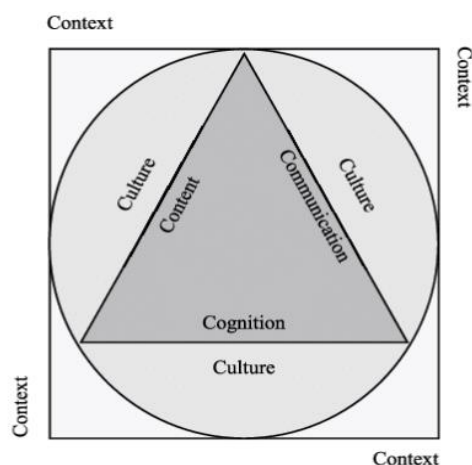 Context
Context
Culture
Content
Communication
Culture
Cognition
Culture
Context
Context